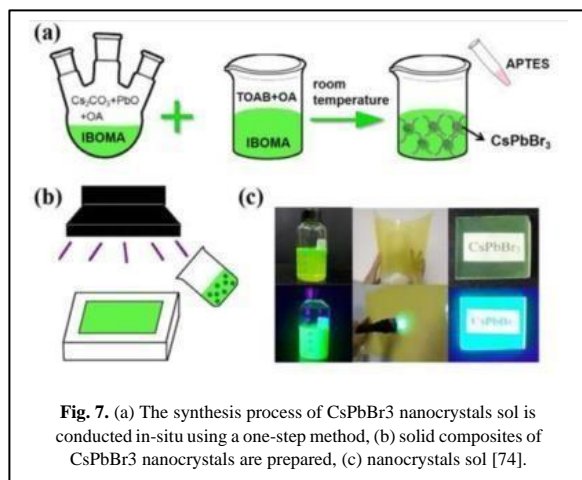 (a)
APTES
Cs₂CO₃+PbO
+OA
IBOMA
TOAB+OA
IBOMA
room
temperature
CsPbBr₃
(b)
(c)
CsPbBr₃
CsPbBr₃
Fig. 7. (a) The synthesis process of CsPbBr3 nanocrystals sol is
conducted in-situ using a one-step method, (b) solid composites of
CsPbBr3 nanocrystals are prepared, (c) nanocrystals sol [74].